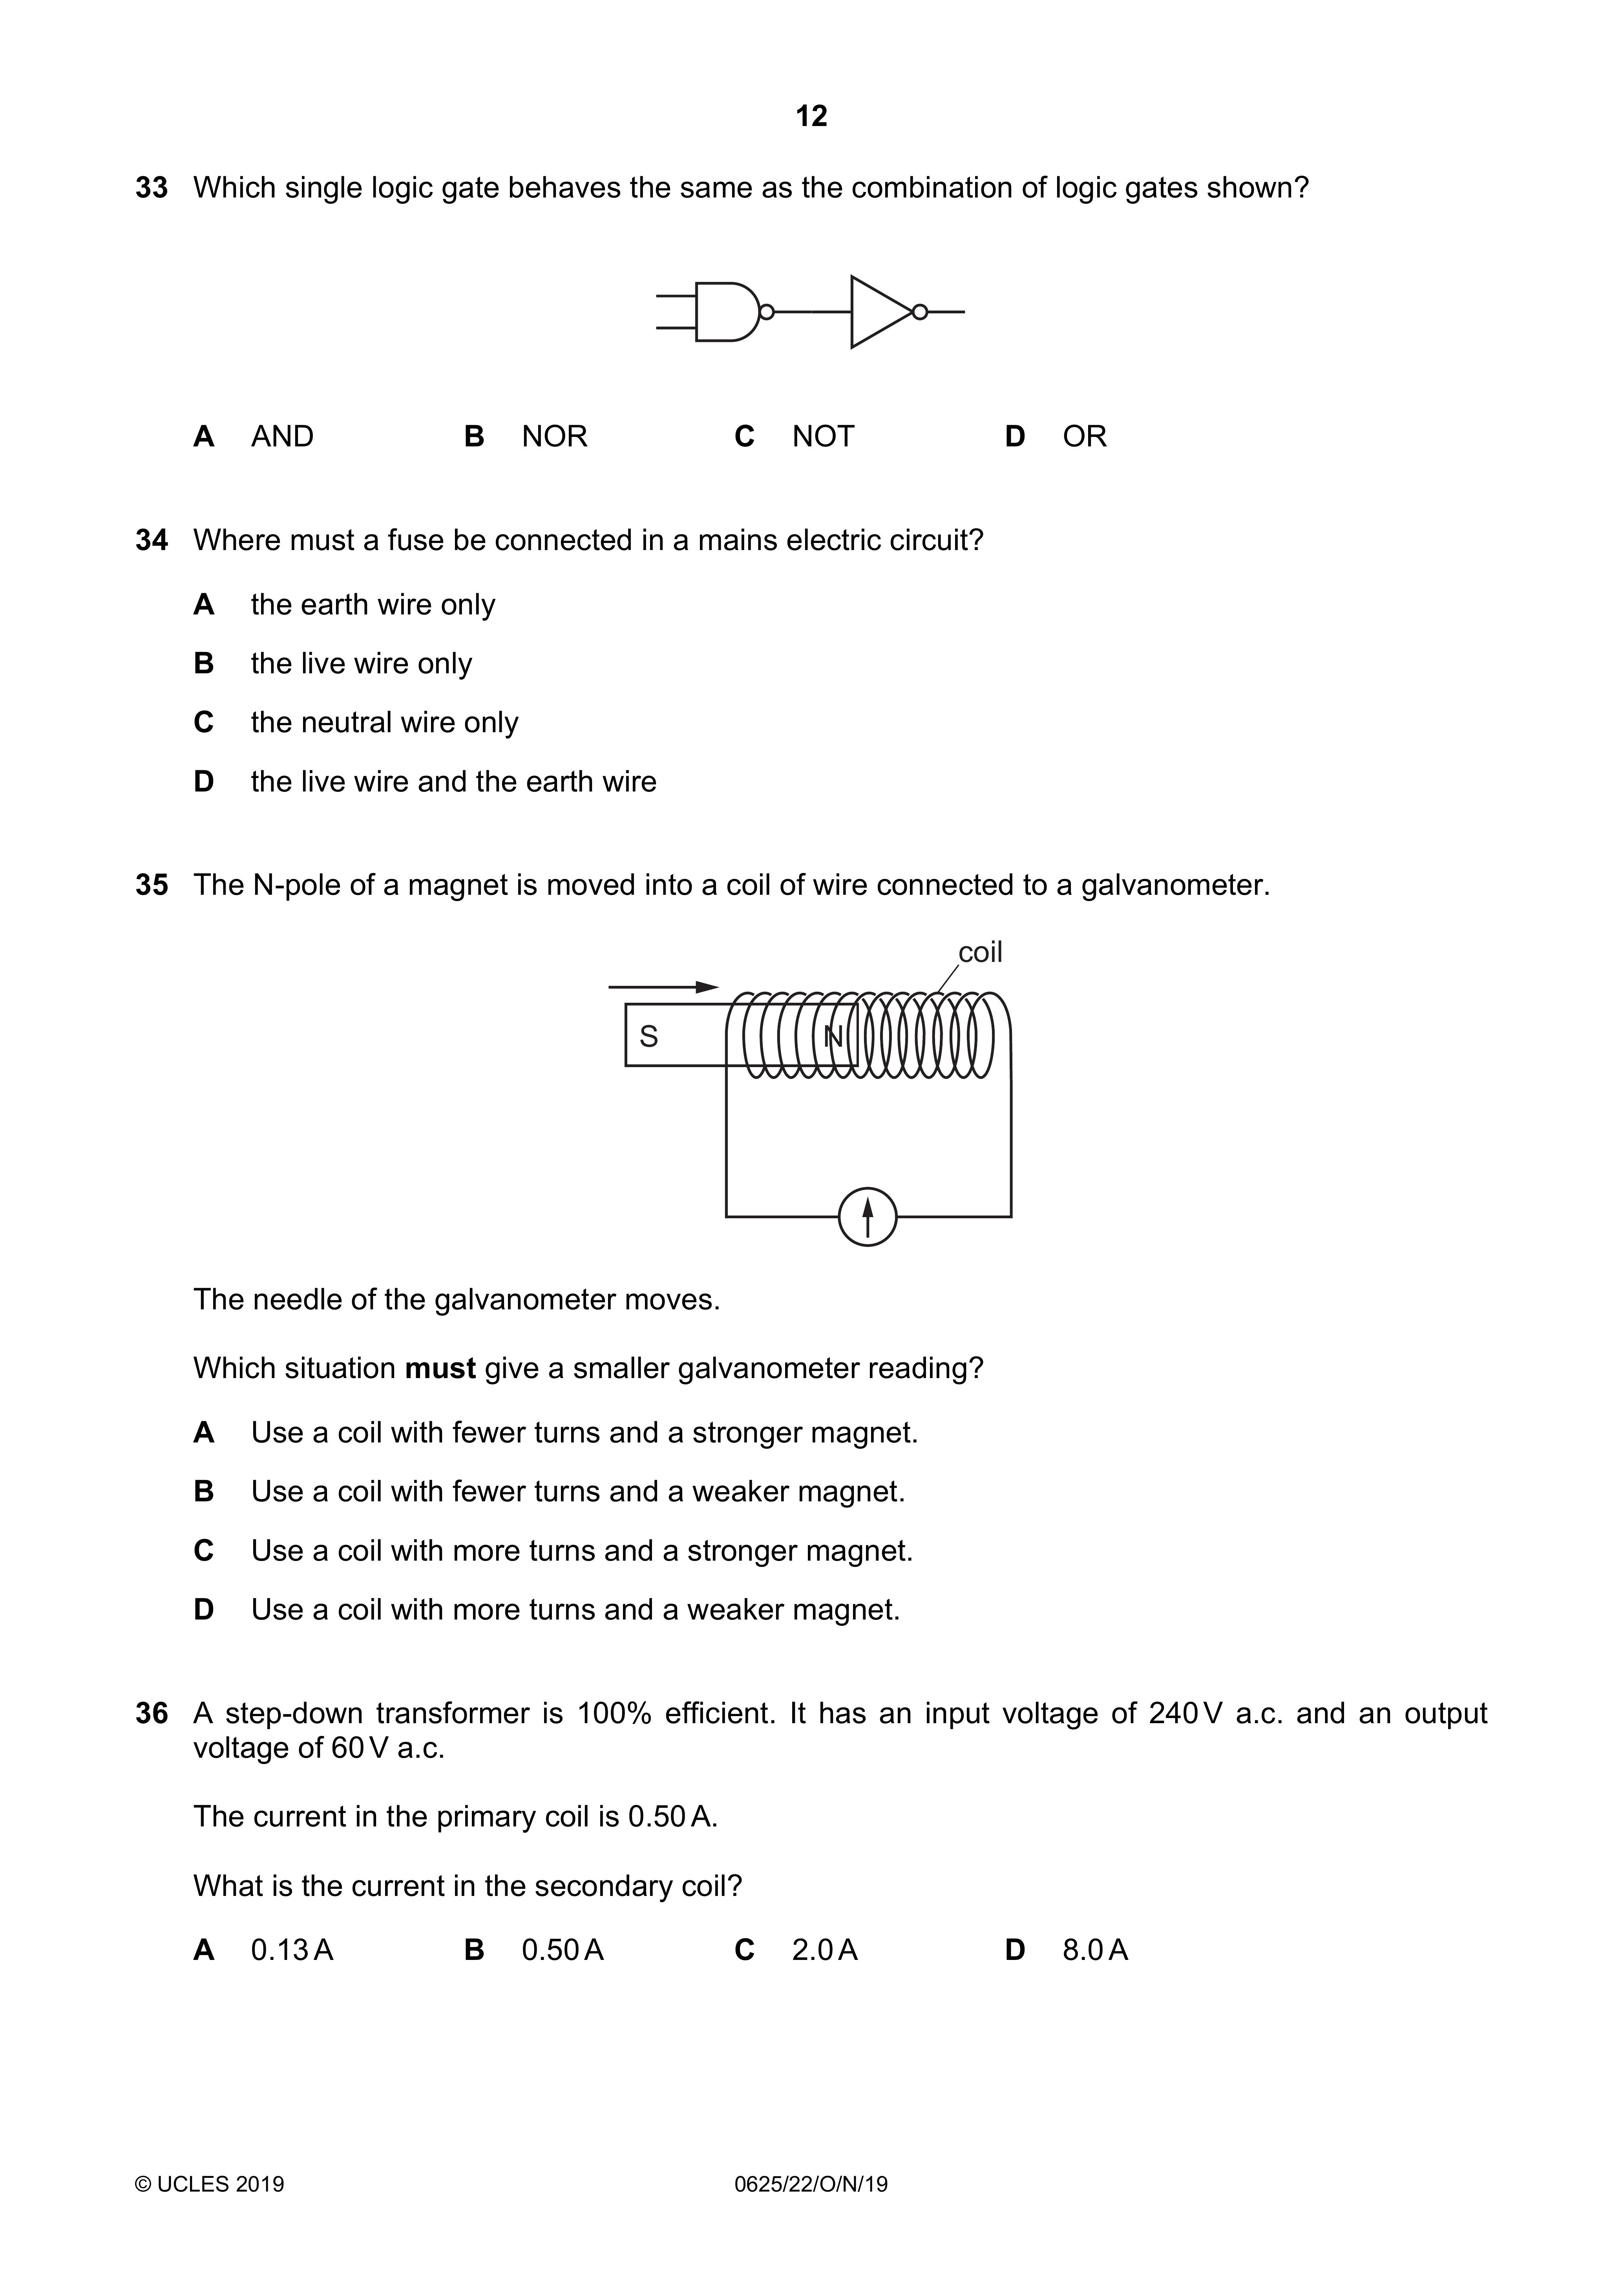 12
33 Which single logic gate behaves the same as the combination of logic gates shown?
A AND B NOR C NOT D OR
34 Where must a fuse be connected in a mains electric circuit?
A the earth wire only
B the live wire only
C the neutral wire only
D the live wire and the earth wire
35 The N-pole of a magnet is moved into a coil of wire connected to a galvanometer.
coil
S N
The needle of the galvanometer moves.
Which situation must give a smaller galvanometer reading?
A Use a coil with fewer turns and a stronger magnet.
B Use a coil with fewer turns and a weaker magnet.
C Use a coil with more turns and a stronger magnet.
D Use a coil with more turns and a weaker magnet.
36 A step-down transformer is 100% efficient. It has an input voltage of 240 V a.c. and an output
voltage of 60 V a.c.
The current in the primary coil is 0.50 A.
What is the current in the secondary coil?
A 0.13 A B 0.50 A C 2.0 A D 8.0 A
© UCLES 2019 0625/22/O/N/19